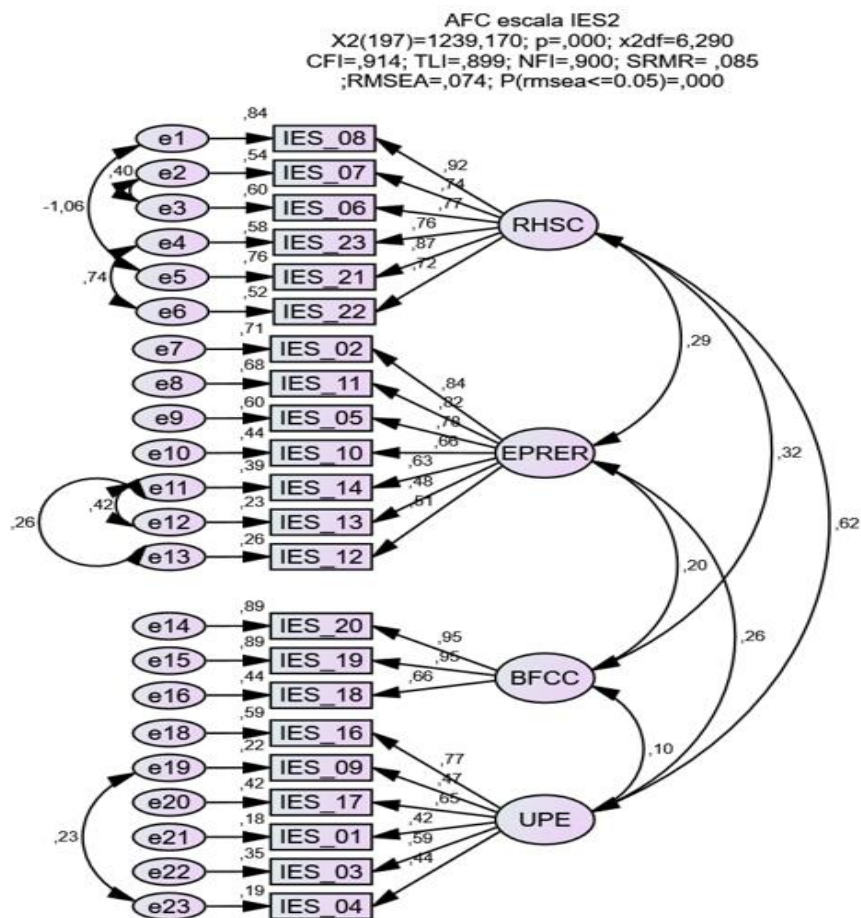 AFC escala IES2
X2(197)=1239,170; p=,000; x2df=6,290
CFI=,914; TLI=,899; NFI=,900; SRMR= ,085
;RMSEA=,074; P(rmsea<=0.05)=,000
,84
e1 IES_08
,92
,54
e2 IES_07
,74
,40
,60
e3 IES_06
,77
-1,06
,58
e4 IES_23
,76
RHSC
,76
e5 IES_21
,87
,74
,52
e6 IES_22
,72
,71
e7 IES_02
,29
,84
,68
e8 IES_11
,82
,60
e9 IES_05
,78
,44
e10 IES_10
,66
EPRER
,32
,39
e11 IES_14
,63
,42
,23
e12 IES_13
,48
,26
,26
e13 IES_12
,51
,62
,20
,89
e14 IES_20
,95
,26
,89
e15 IES_19
,95
BFCC
,44
e16 IES_18
,66
,59
e18 IES_16
,77
,10
,22
e19 IES_09
,47
,42
e20 IES_17
,65
UPE
,23
,18
e21 IES_01
,42
,35
e22 IES_03
,59
,19
e23 IES_04
,44